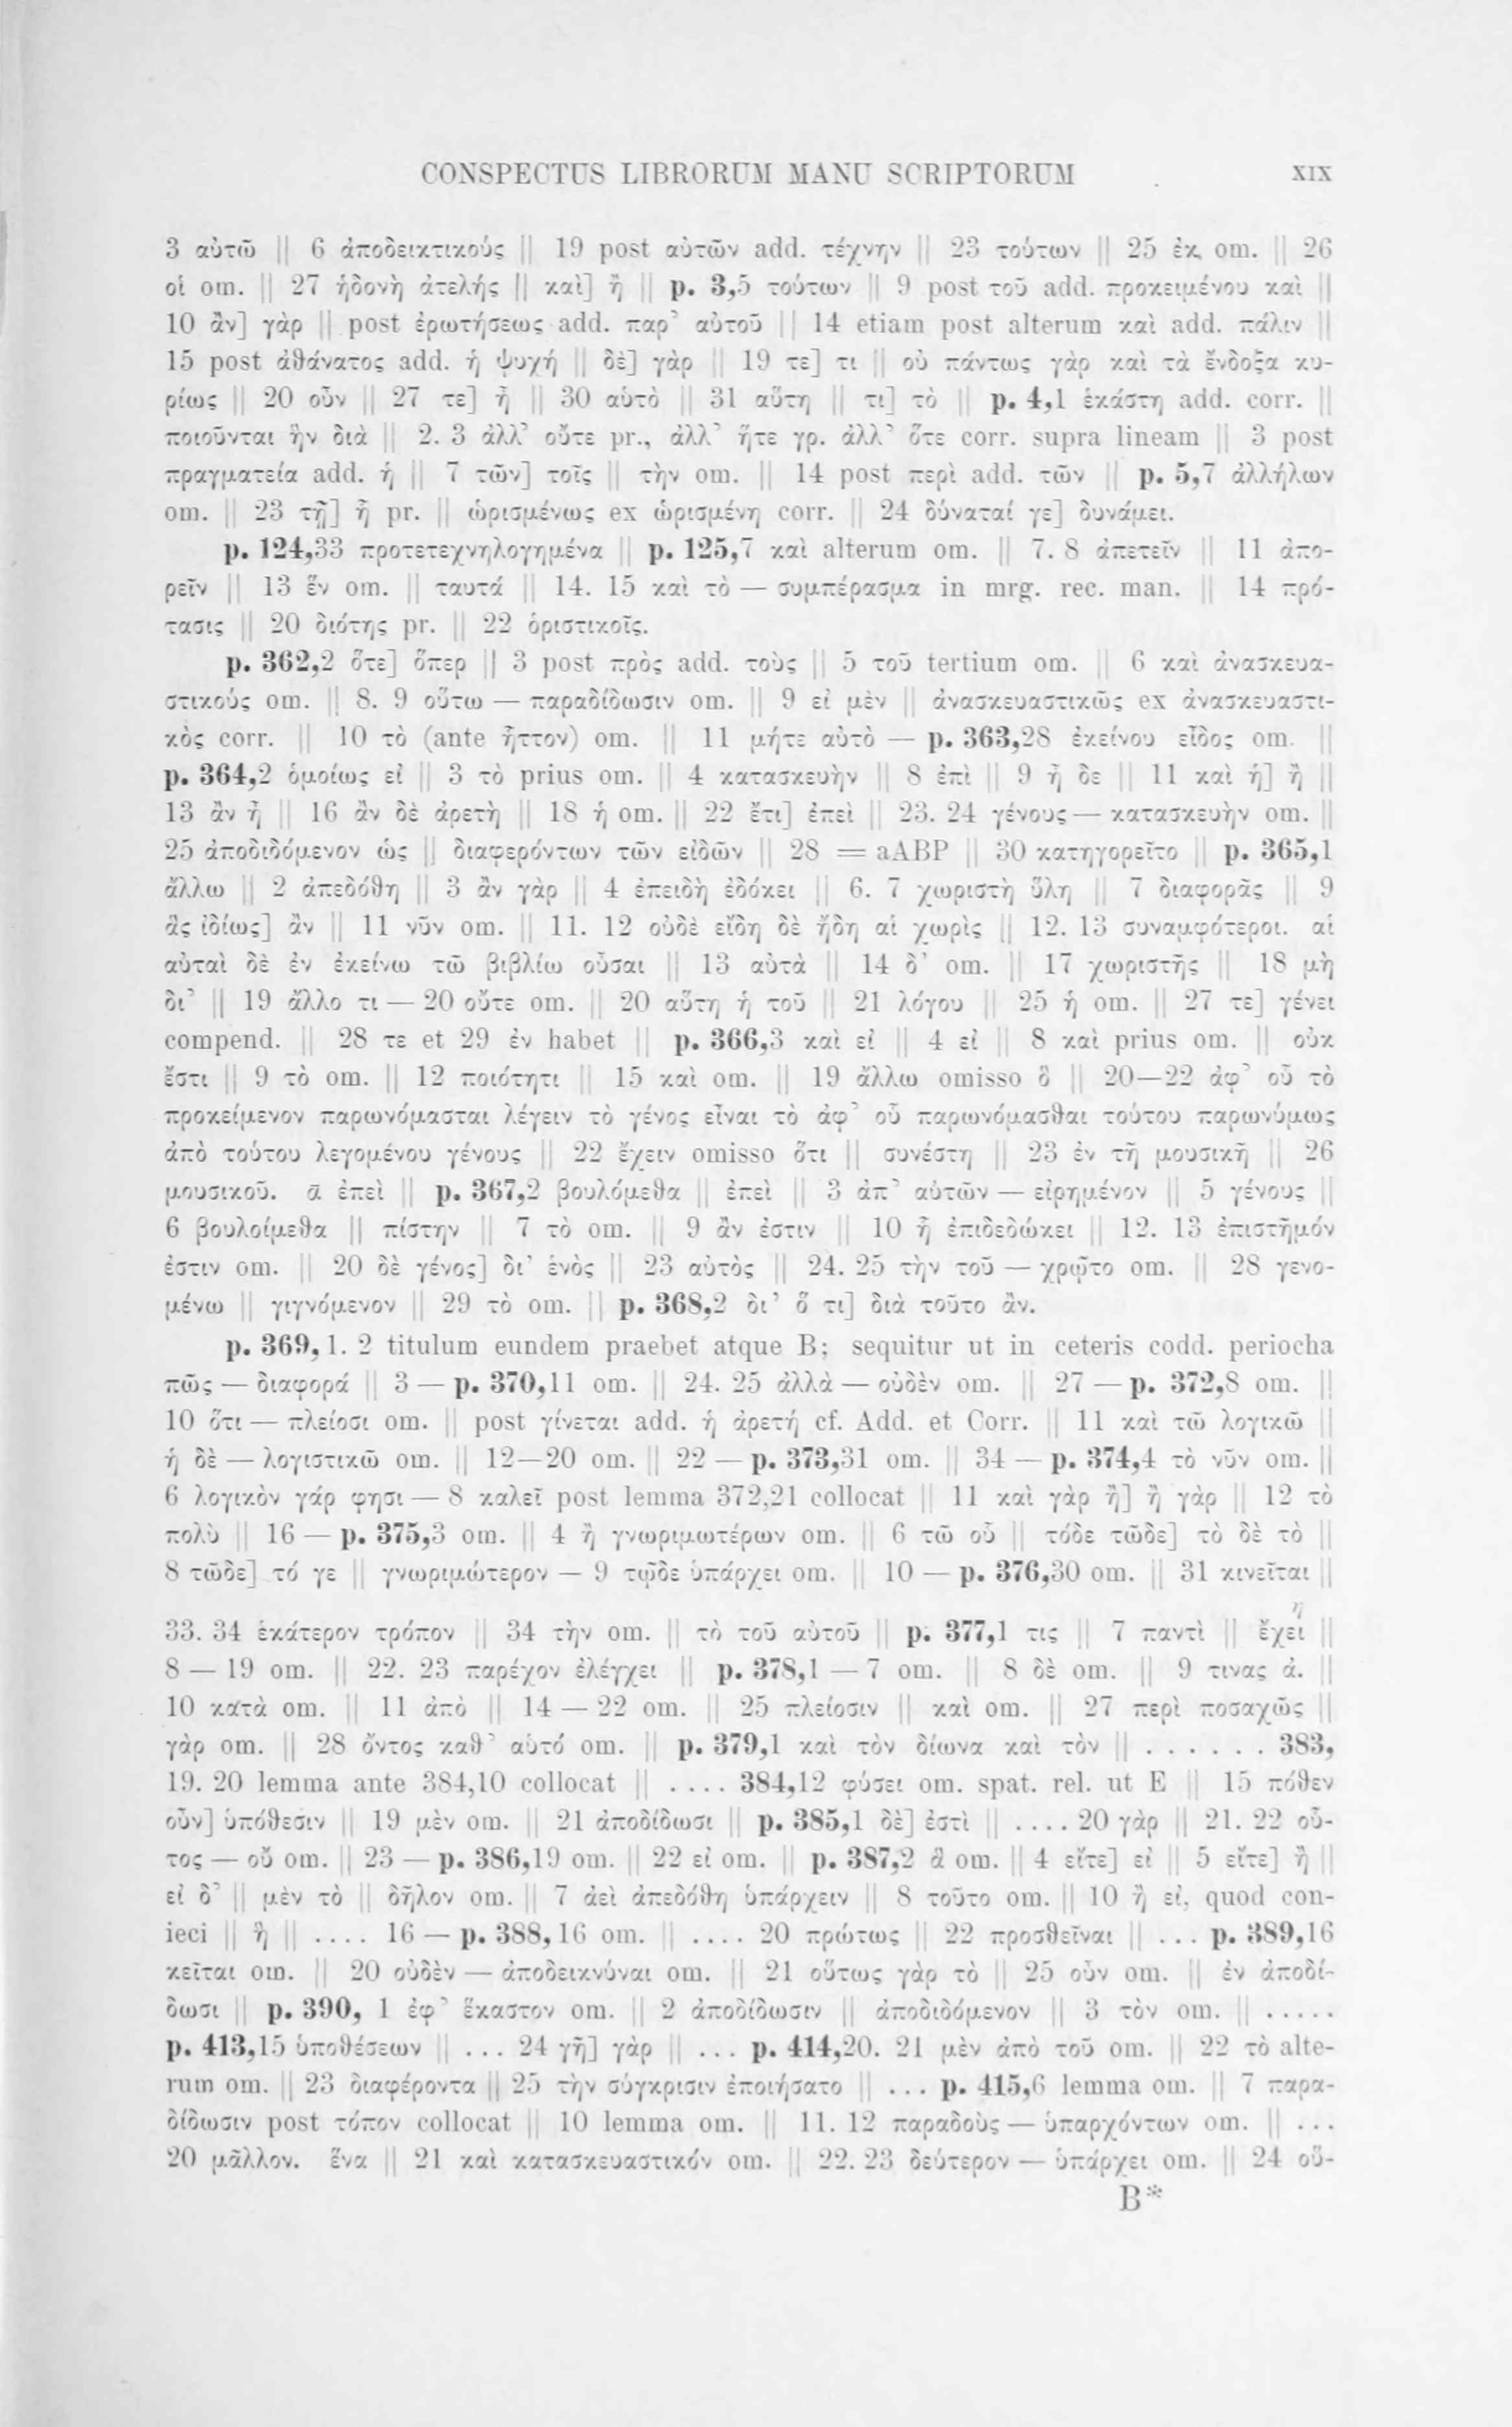 CONSPECTUS LIBRORUM MANU SCRIPTORUM XIX
3 αὐτῶ || 6 ἀποδεικτικούς || 19 post αὐτῶν add. τέχνην || 23 τούτων || 25 ἐκ om. || 26
οἱ om. || 27 ἡδονὴ ἀτελής || καὶ] ἢ || p. 3,5 τούτων || 9 post τοῦ add. προκειμένου καὶ ||
10 ἂν] γὰρ || post ἐρωτήσεως add. παρ’ αὐτοῦ || 14 etiam post alterum καὶ add. πάλιν ||
15 post ἀθάνατος add. ἡ ψυχή || δὲ] γὰρ || 19 τε] τι || οὐ πάντως γὰρ καὶ τὰ ἔνδοξα κυ-
ρίως || 20 οὖν || 27 τε] ἦ || 30 αὑτὸ || 31 αὕτη || τι] τὸ || p. 4,1 ἑκάστη add. corr. ||
ποιοῦνται ἣν διὰ || 2. 3 ἀλλ’ οὔτε pr., ἀλλ’ ἥτε γρ. ἀλλ’ ὅτε corr. supra lineam || 3 post
πραγματεία add. ἡ || 7 τῶν] τοῖς || τὴν om. || 14 post περὶ add. τῶν || p. 5,7 ἀλλήλων
om. || 23 τῇ] ἦ pr. || ὡρισμένως ex ὡρισμένη corr. || 24 δύναταί γε] δυνάμει.
p. 124,33 προτετεχνηλογημένα || p. 125,7 καὶ alterum om. || 7. 8 ἀπετεῖν || 11 ἀπο-
ρεῖν || 13 ἕν om. || ταυτά || 14. 15 καὶ τὸ — συμπέρασμα in mrg. rec. man. || 14 πρό-
τασις || 20 διότης pr. || 22 ὁριστικοῖς.
p. 362,2 ὅτε] ὅπερ || 3 post πρὸς add. τοὺς || 5 τοῦ tertium om. || 6 καὶ ἀνασκευα-
στικούς om. || 8. 9 οὕτω — παραδίδωσιν om. || 9 εἰ μὲν || ἀνασκευαστικῶς ex ἀνασκευαστι-
κὸς corr. || 10 τὸ (ante ἧττον) om. || 11 μήτε αὐτὸ — p. 363,28 ἐκείνου εἶδος om. ||
p. 364,2 ὁμοίως εἰ || 3 τὸ prius om. || 4 κατασκευὴν || 8 ἐπὶ || 9 ἦ δε || 11 καὶ ἡ] ἢ ||
13 ἂν ἦ || 16 ἂν δὲ ἀρετὴ || 18 ἡ om. || 22 ἔτι] ἐπεὶ || 23. 24 γένους — κατασκευὴν om. ||
25 ἀποδιδόμενον ὡς || διαφερόντων τῶν εἰδῶν || 28 = aABP || 30 κατηγορεῖτο || p. 365,1
ἄλλω || 2 ἀπεδόθη || 3 ἂν γὰρ || 4 ἐπειδὴ ἐδόκει || 6. 7 χωριστὴ ὕλη || 7 διαφορᾶς || 9
ἃς ἰδίως] ἂν || 11 νῦν om. || 11. 12 οὐδὲ εἴδη δὲ ἤδη αἱ χωρὶς || 12. 13 συναμφότεροι. αἱ
αὐταὶ δὲ ἐν ἐκείνω τῶ βιβλίω οὖσαι || 13 αὐτὰ || 14 δ’ om. || 17 χωριστῆς || 18 μὴ
δι’ || 19 ἄλλο τι — 20 οὔτε om. || 20 αὕτη ἡ τοῦ || 21 λόγου || 25 ἡ om. || 27 τε] γένει
compend. || 28 τε et 29 ἐν habet || p. 366,3 καὶ εἰ || 4 εἰ || 8 καὶ prius om. || οὐκ
ἔστι || 9 τὸ om. || 12 ποιότητι || 15 καὶ om. || 19 ἄλλω omisso ὃ || 20—22 ἀφ’ οὗ τὸ
προκείμενον παρωνόμασται λέγειν τὸ γένος εἶναι τὸ ἀφ’ οὗ παρωνόμασθαι τούτου παρωνύμως
ἀπὸ τούτου λεγομένου γένους || 22 ἔχειν omisso ὅτι || συνέστη || 23 ἐν τῆ μουσικῆ || 26
μουσικοῦ. ᾱ ἐπεὶ || p. 367,2 βουλόμεθα || ἐπεὶ || 3 ἀπ’ αὐτῶν — εἰρημένον || 5 γένους ||
6 βουλοίμεθα || πίστην || 7 τὸ om. || 9 ἂν ἐστιν || 10 ἦ ἐπιδεδώκει || 12. 13 ἐπιστῆμόν
ἐστιν om. || 20 δὲ γένος] δι’ ἑνὸς || 23 αὐτὸς || 24. 25 τὴν τοῦ — χρῷτο om. || 28 γενο-
μένω || γιγνόμενον || 29 τὸ om. || p. 368,2 δι’ ὅ τι] διὰ τοῦτο ἂν.
p. 369, 1. 2 titulum eundem praebet atque B; sequitur ut in ceteris codd. periocha
πῶς — διαφορά || 3 — p. 370,11 om. || 24. 25 ἀλλὰ — οὐδὲν om. || 27 — p. 372,8 om. ||
10 ὅτι — πλείοσι om. || post γίνεται add. ἡ ἀρετή cf. Add. et Corr. || 11 καὶ τῶ λογικῶ ||
ἡ δὲ — λογιστικῶ om. || 12—20 om. || 22 — p. 373,31 om. || 34 — p. 374,4 τὸ νῦν om. ||
6 λογικὸν γάρ φησι — 8 καλεῖ post lemma 372,21 collocat || 11 καὶ γὰρ ἢ] ἢ γὰρ || 12 τὸ
πολὺ || 16 — p. 375,3 om. || 4 ἢ γνωριμωτέρων om. || 6 τῶ οὗ || τόδε τῶδε] τὸ δὲ τὸ ||
8 τῶδε] τό γε || γνωριμώτερον — 9 τῷδε ὑπάρχει om. || 10 — p. 376,30 om. || 31 κινεῖται ||
33. 34 ἑκάτερον τρόπον || 34 τὴν om. || τὸ τοῦ αὐτοῦ || p. 377,1 τις || 7 παντὶ || ἔχει η ||
8 — 19 om. || 22. 23 παρέχον ἐλέγχει || p. 378,1 — 7 om. || 8 δὲ om. || 9 τινας ἀ. ||
10 κατὰ om. || 11 ἀπὸ || 14 — 22 om. || 25 πλείοσιν || καὶ om. || 27 περὶ ποσαχῶς ||
γὰρ om. || 28 ὄντος καθ’ αὑτό om. || p. 379,1 καὶ τὸν δίωνα καὶ τὸν || . . . . . . 383,
19. 20 lemma ante 384,10 collocat || . . . . 384,12 φύσει om. spat. rel. ut E || 15 πόθεν
οὖν] ὑπόθεσιν || 19 μὲν om. || 21 ἀποδίδωσι || p. 385,1 δὲ] ἐστὶ || . . . . 20 γὰρ || 21. 22 οὗ-
τος — οὔ om. || 23 — p. 386,19 om. || 22 εἰ om. || p. 387,2 ἃ om. || 4 εἴτε] εἰ || 5 εἴτε] ἢ ||
εἰ δ’ || μὲν τὸ || δῆλον om. || 7 ἀεὶ ἀπεδόθη ὑπάρχειν || 8 τοῦτο om. || 10 ἢ εἰ, quod con-
ieci || ἢ || . . . . 16 — p. 388,16 om. || . . . . 20 πρώτως || 22 προσθεῖναι || . . . p. 389,16
κεῖται om. || 20 οὐδὲν — ἀποδεικνύναι om. || 21 οὕτως γὰρ τὸ || 25 οὖν om. || ἐν ἀποδί-
δωσι || p. 390, 1 ἐφ’ ἕκαστον om. || 2 ἀποδίδωσιν || ἀποδιδόμενον || 3 τὸν om. || . . . . .
p. 413,15 ὑποθέσεων || . . . 24 γῆ] γὰρ || . . . p. 414,20. 21 μὲν ἀπὸ τοῦ om. || 22 τὸ alte-
rum om. || 23 διαφέροντα || 25 τὴν σύγκρισιν ἐποιήσατο || . . . p. 415,6 lemma om. || 7 παρα-
δίδωσιν post τόπον collocat || 10 lemma om. || 11. 12 παραδοὺς — ὑπαρχόντων om. || . . .
20 μᾶλλον. ἕνα || 21 καὶ κατασκευαστικόν om. || 22. 23 δεύτερον — ὑπάρχει om. || 24 οὕ-
B*